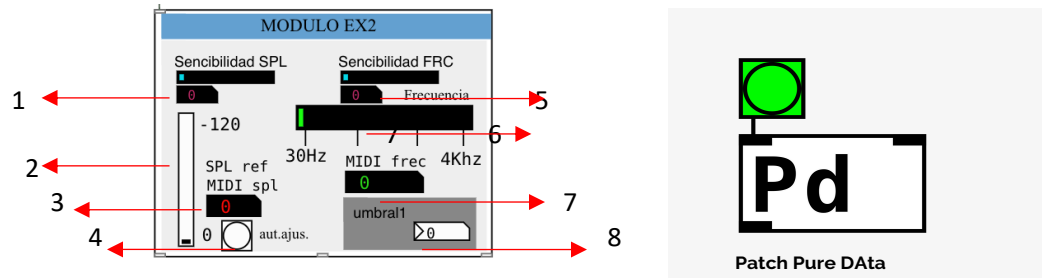 MODULO EX2
Sencibilidad SPL
Sencibilidad FRC
0
0
Frecuencia
1
5
-120
7
6
30Hz
4Khz
2
SPL ref
MIDI frec
MIDI spl
0
3
0
7
umbral1
4
0
aut.ajus.
0
8
Pd
Patch Pure DAta